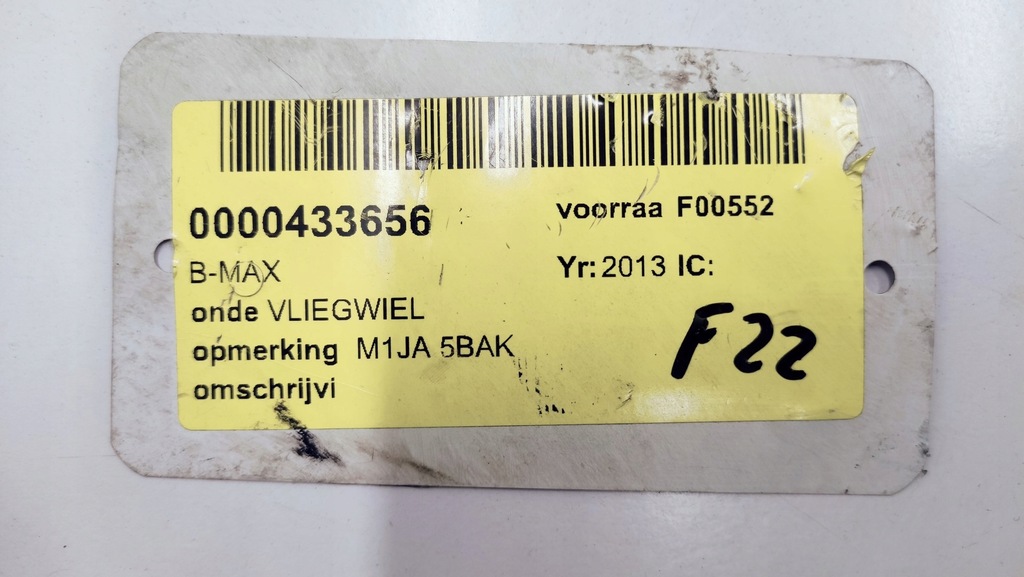 0000433656 voorraa F00552
B-MAX Yr: 2013 IC:
onde VLIEGWIEL
opmerking M1JA 5BAK
omschrijvi
F22